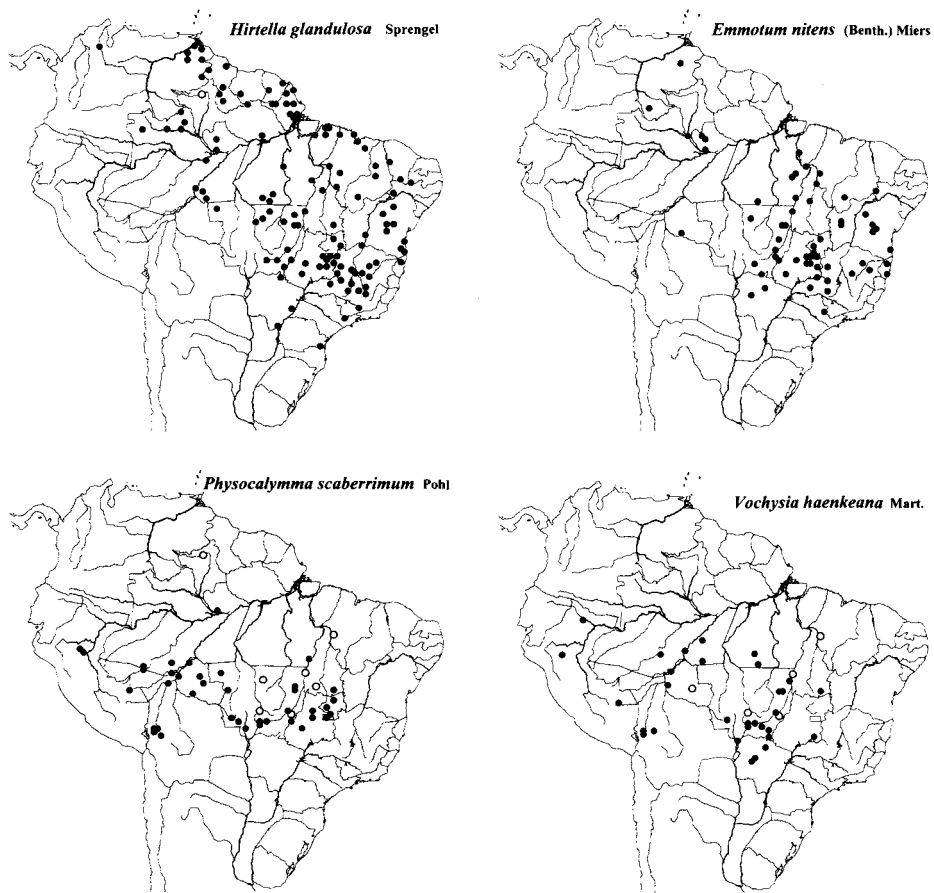 Hirtella glandulosa Sprengel
Emmotum nitens (Benth.) Miers
Physocalymma scaberrimum Pohl
Vochysia haenkeana Mart.